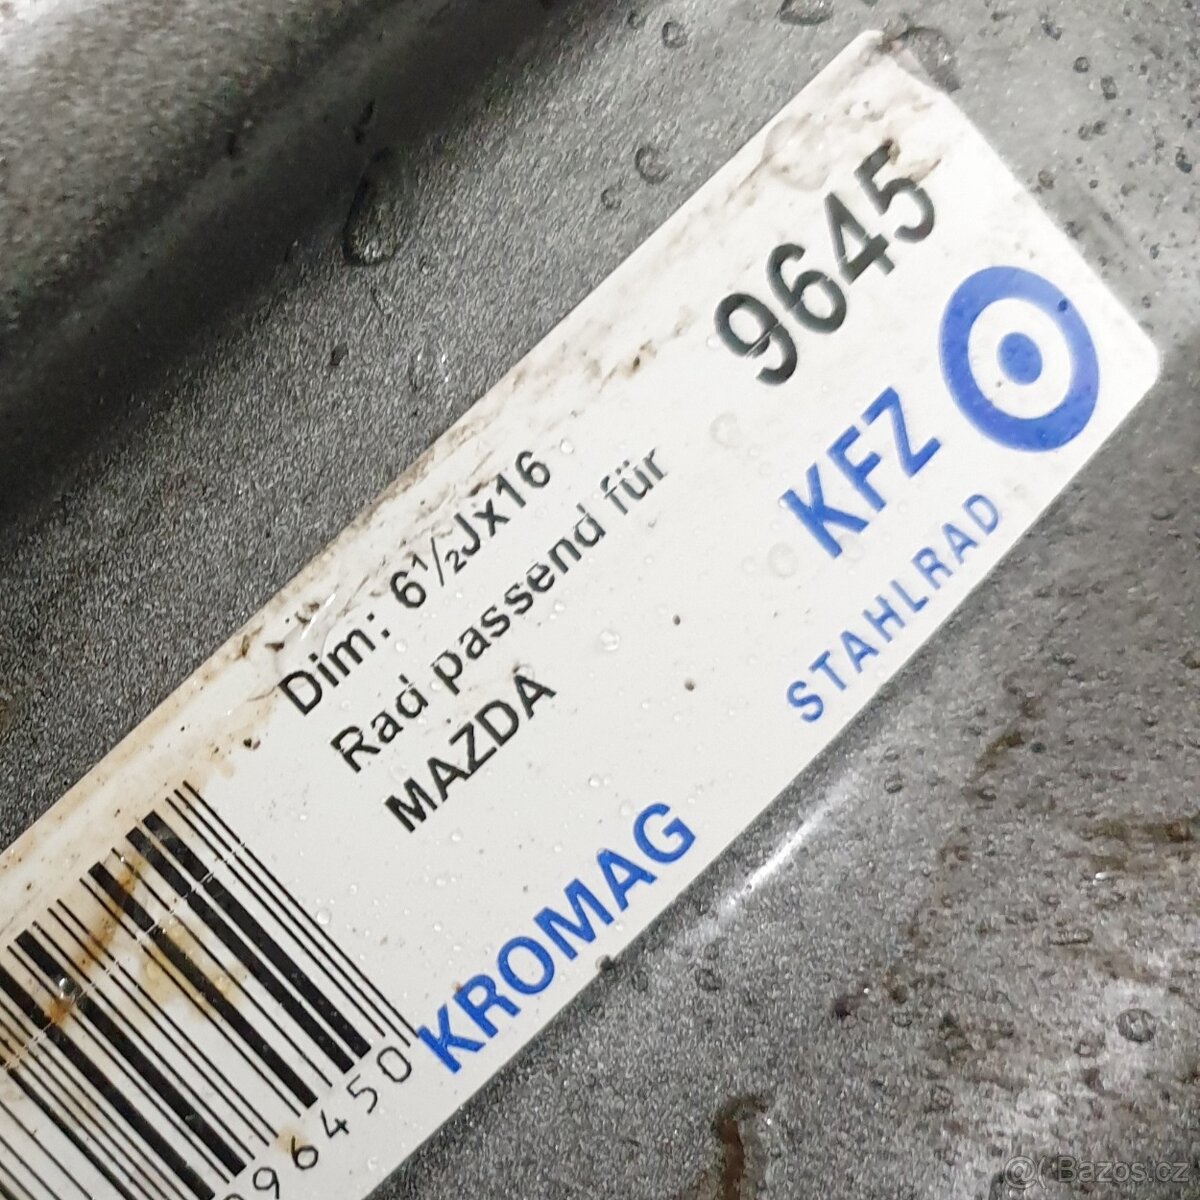 9645
KFZ
STAHLRAD
Dim: 6½Jx16
Rad passend für
MAZDA
KROMAG
96450
@( Bazos.cz